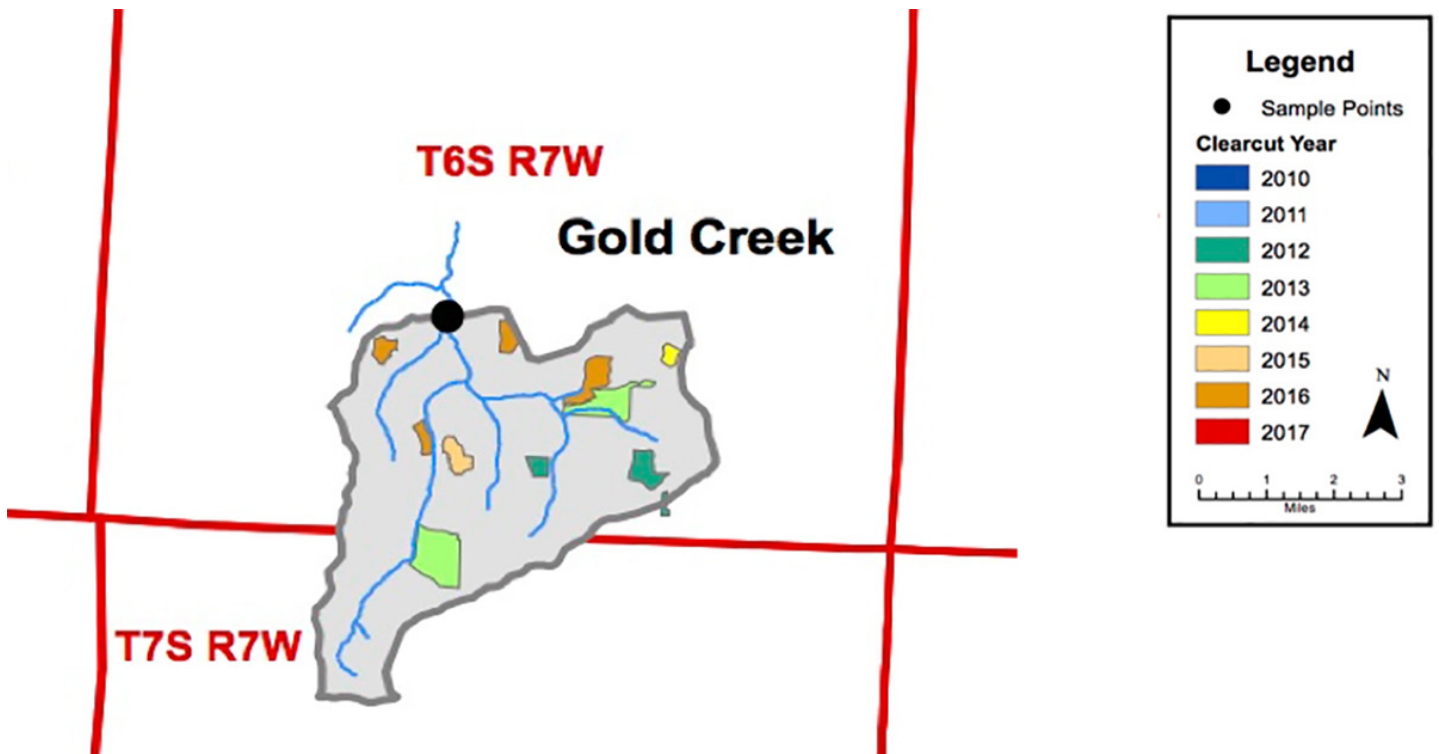 T6S R7W
Gold Creek
T7S R7W
Legend
Sample Points
Clearcut Year
2010
2011
2012
2013
2014
2015
2016
2017
N
0 1 2 3
Miles